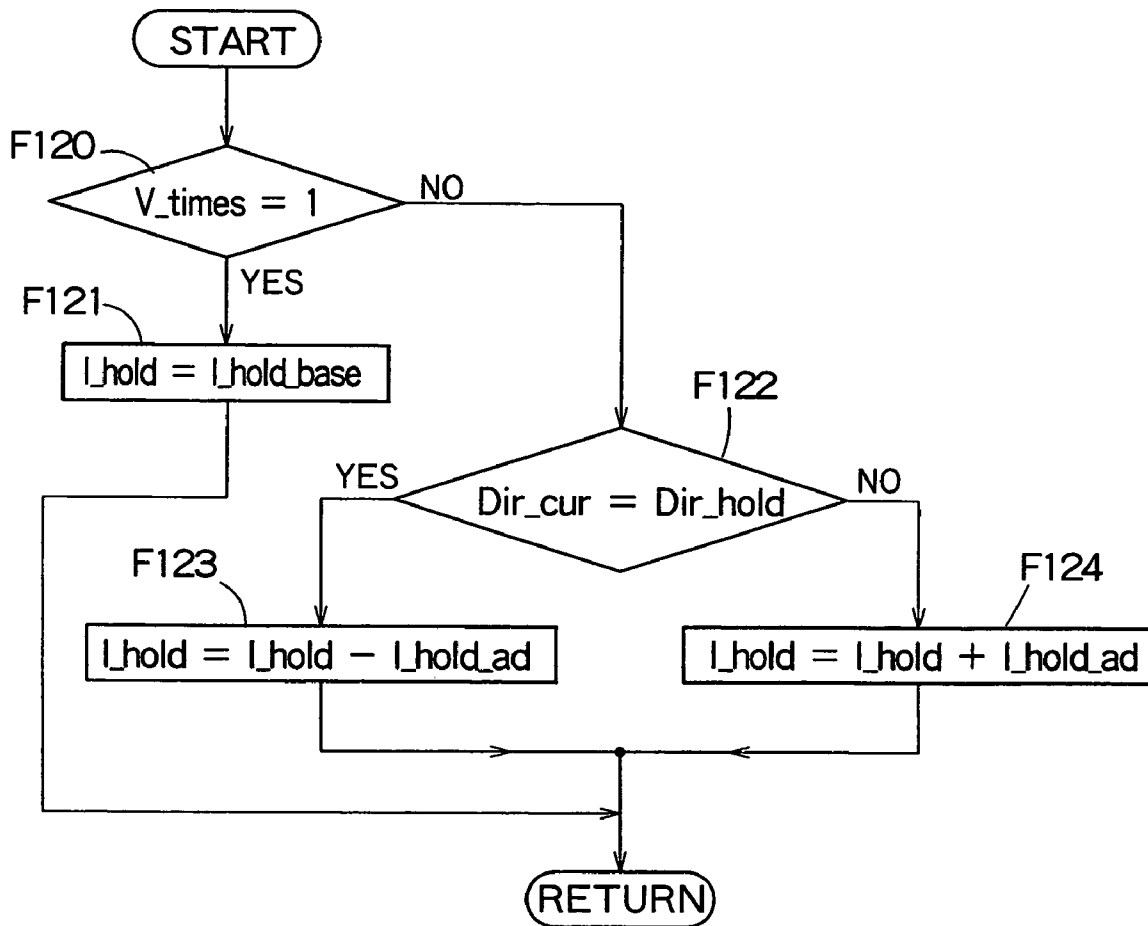 START
F120
V_times = 1
NO
YES
F121
I_hold = I_hold_base
F122
YES
Dir_cur = Dir_hold
NO
F123
F124
I_hold = I_hold - I_hold_ad
I_hold = I_hold + I_hold_ad
RETURN